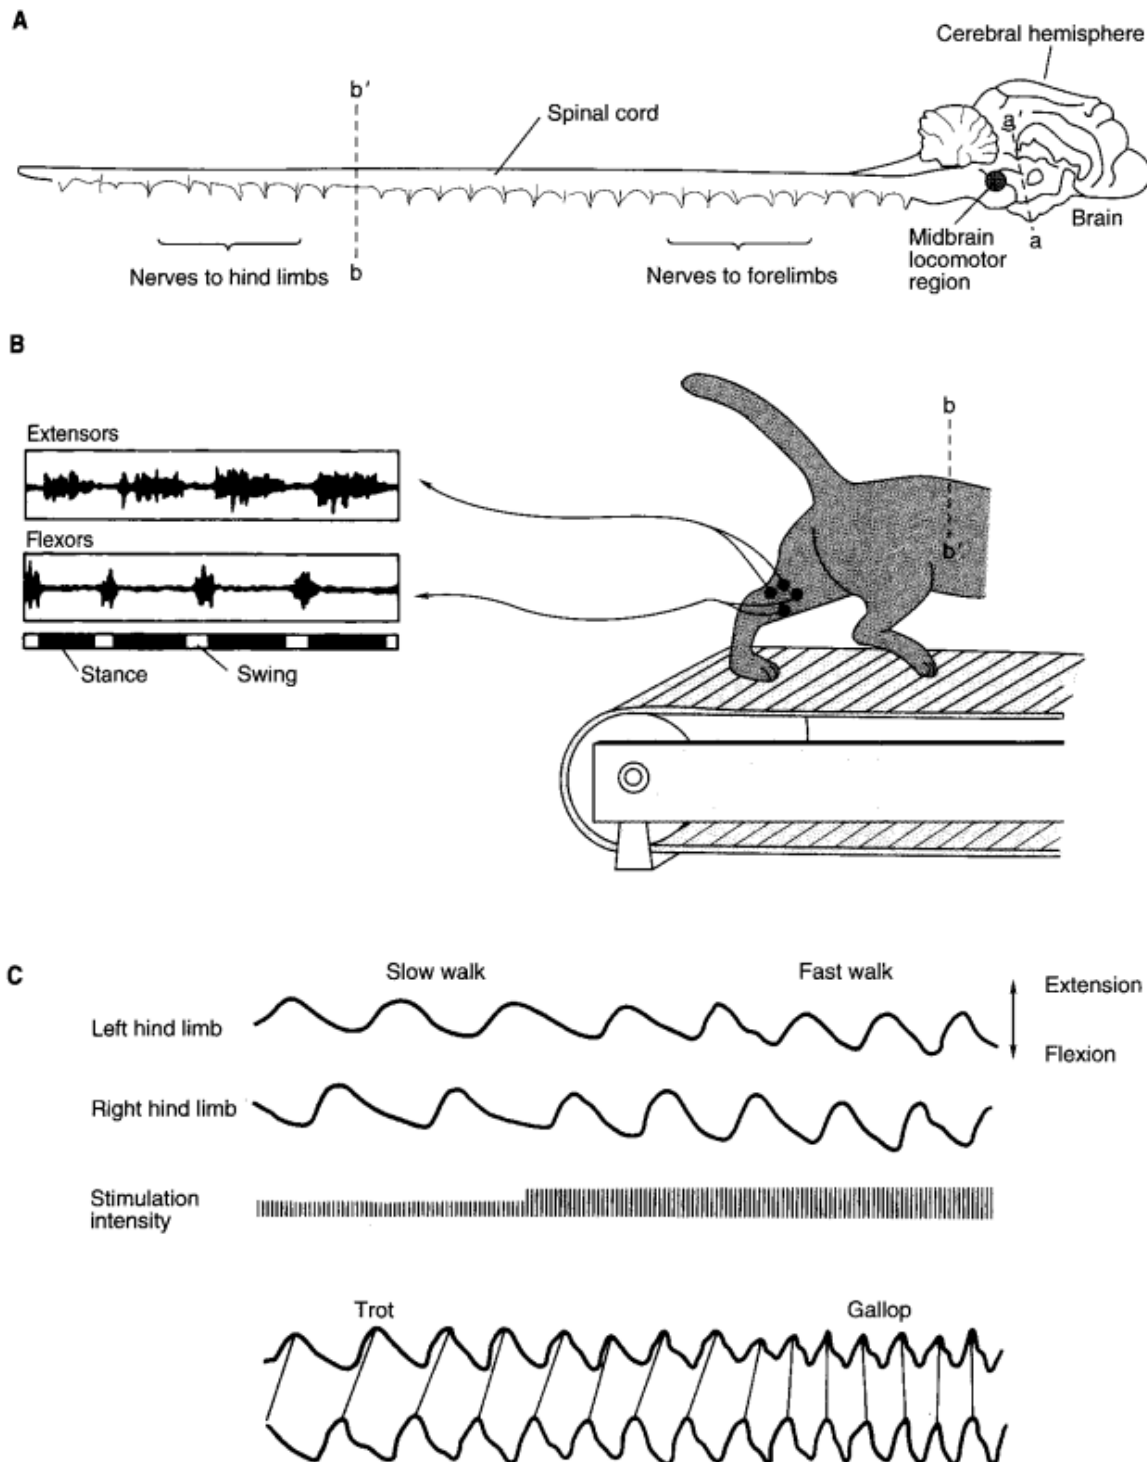 A
Cerebral hemisphere
b'
Spinal cord
a'
Nerves to hind limbs
b
Nerves to forelimbs
Midbrain
locomotor
region
a
Brain
B
Extensors
Flexors
Stance
Swing
b
b'
C
Slow walk
Fast walk
Extension
Left hind limb
Flexion
Right hind limb
Stimulation
intensity
Trot
Gallop